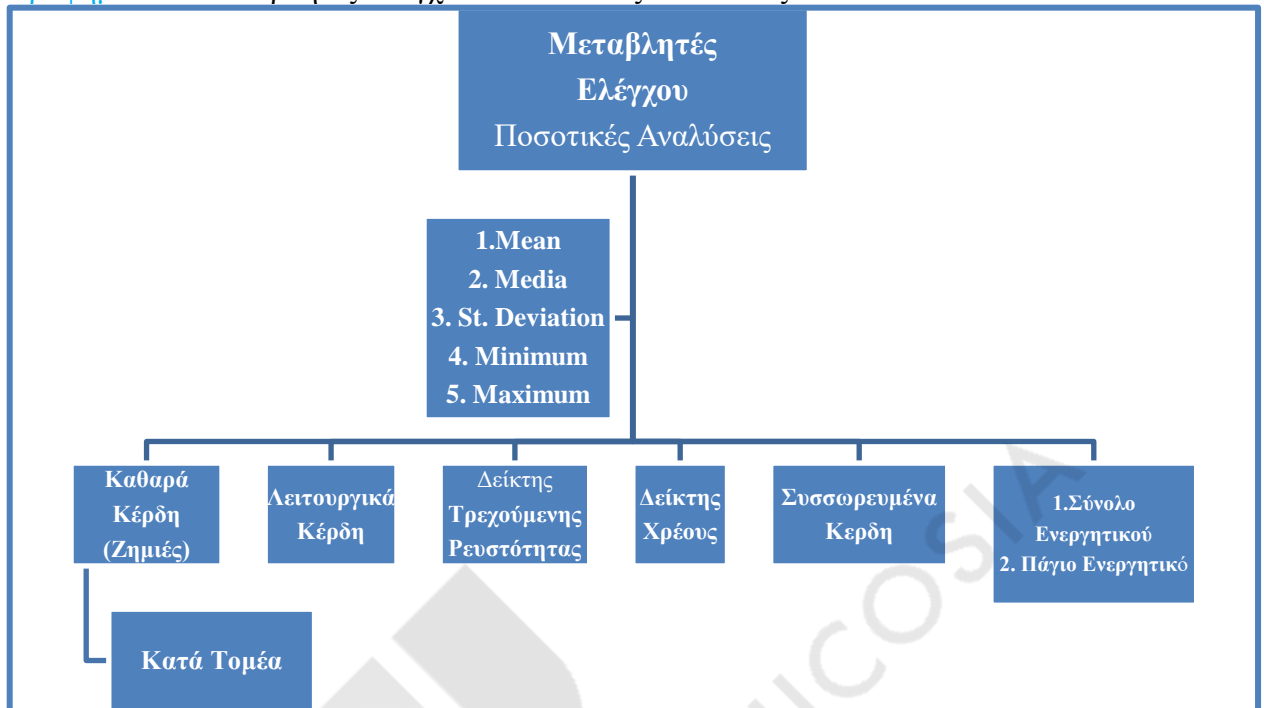 Μεταβλητές
Ελέγχου
Ποσοτικές Αναλύσεις
1.Mean
2. Media
3. St. Deviation
4. Minimum
5. Maximum
Καθαρά
Κέρδη
(Ζημιές)
Λειτουργικά
Κέρδη
Δείκτης
Τρεχούμενης
Ρευστότητας
Δείκτης
Χρέους
Συσσωρευμένα
Κερδη
1.Σύνολο
Ενεργητικού
2. Πάγιο Ενεργητικό
Κατά Τομέα
NICOSIA